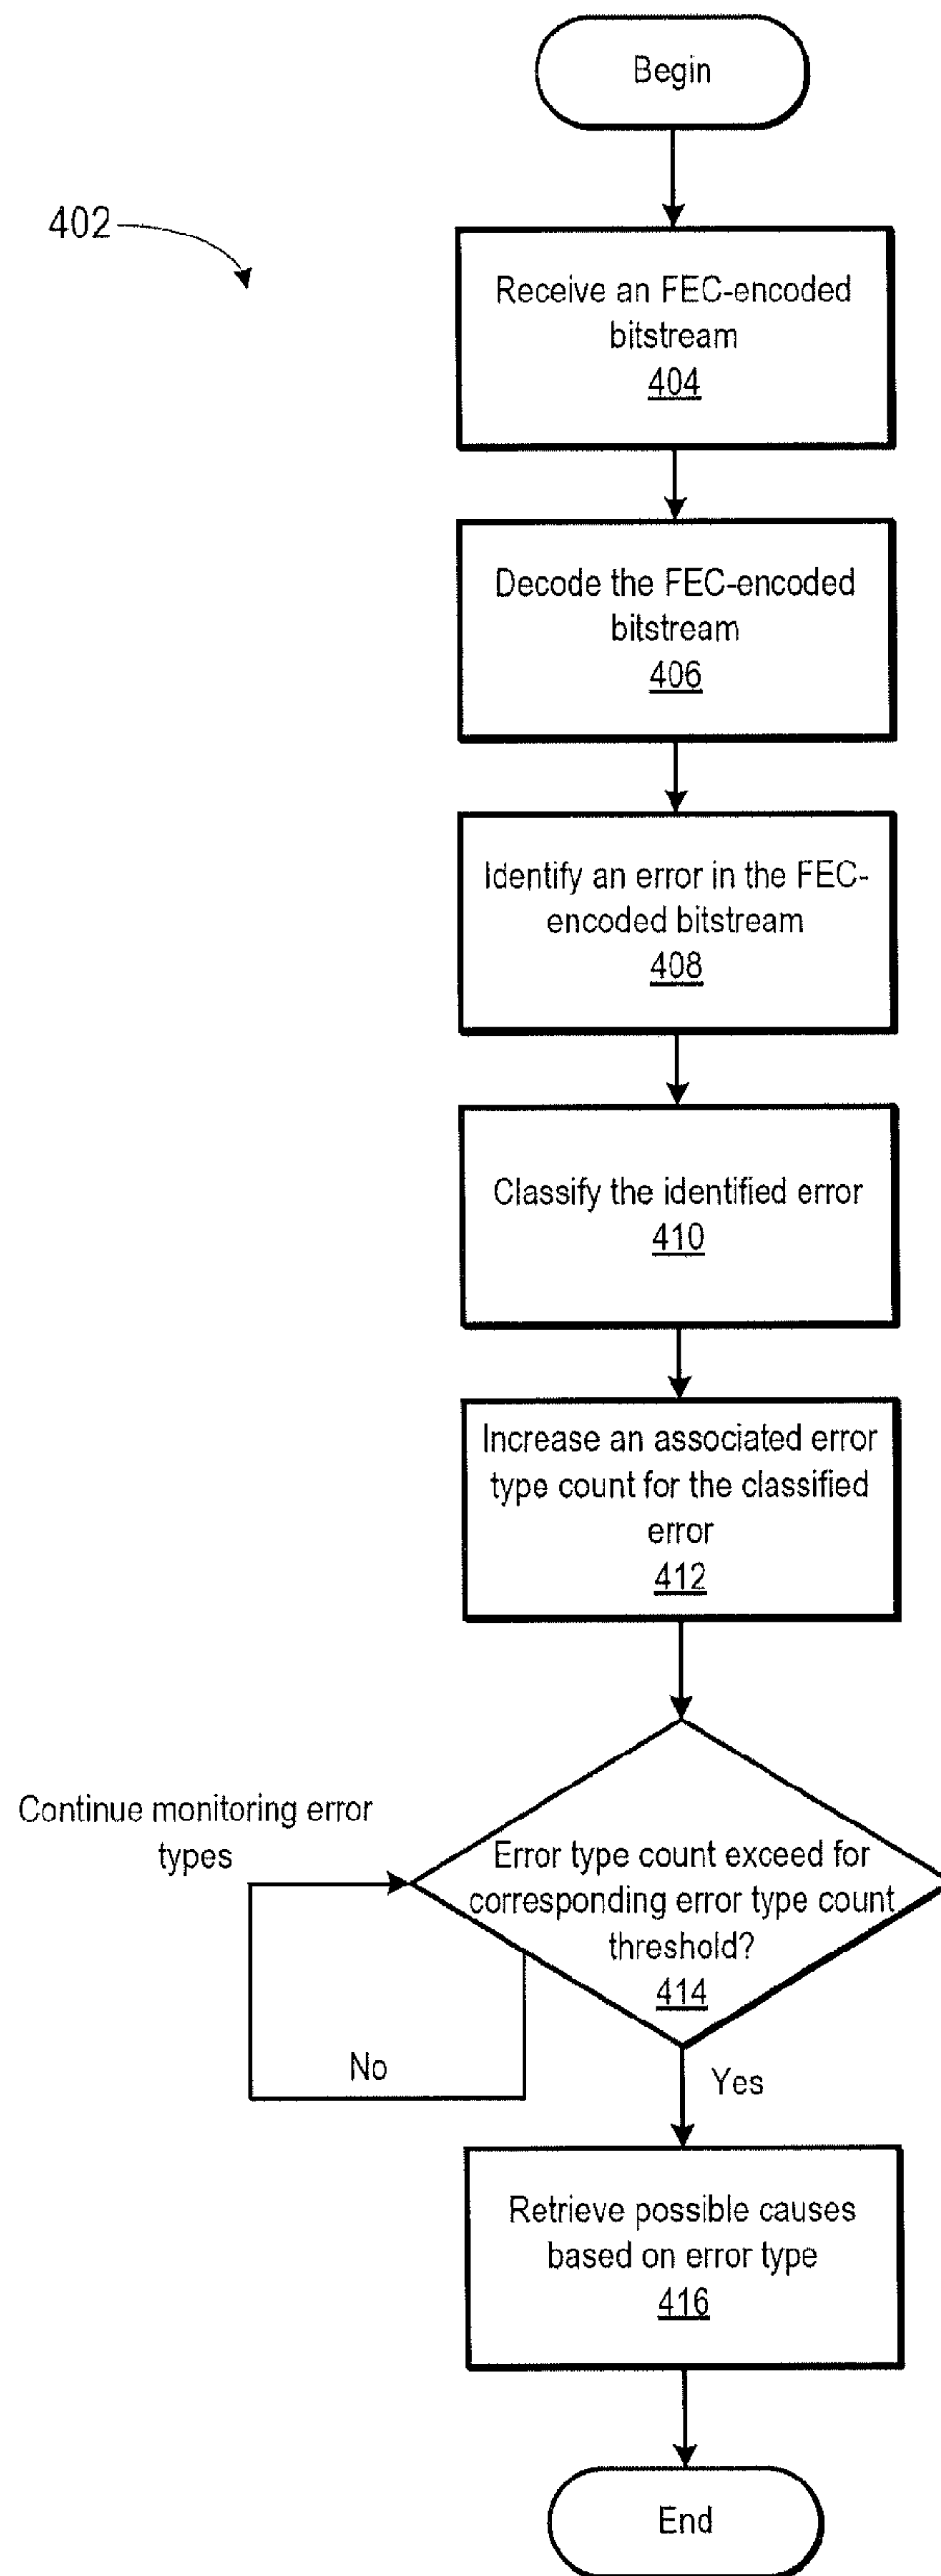 Begin
402
Receive an FEC-encoded
bitstream
404
Decode the FEC-encoded
bitstream
406
Identify an error in the FEC-
encoded bitstream
408
Classify the identified error
410
Increase an associated error
type count for the classified
error
412
Continue monitoring error
types
Error type count exceed for
corresponding error type count
threshold?
414
No
Yes
Retrieve possible causes
based on error type
416
End